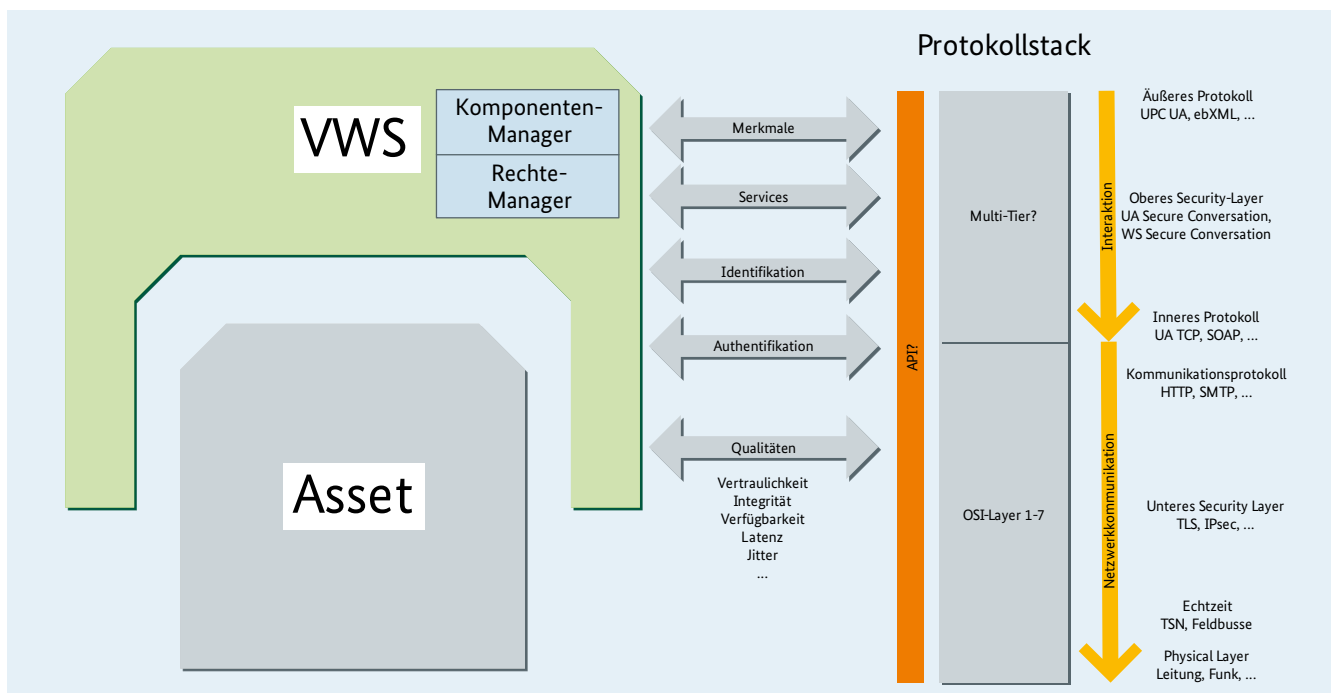 Protokollstack
VWS
Komponenten-
Manager
Rechte-
Manager
Asset
Merkmale
Services
Identifikation
Authentifikation
Qualitäten
Vertraulichkeit
Integrität
Verfügbarkeit
Latenz
Jitter
...
API?
Multi-Tier?
OSI-Layer 1-7
Interaktion
Netzwerkkommunikation
Äußeres Protokoll
UPC UA, ebXML, ...
Oberes Security-Layer
UA Secure Conversation,
WS Secure Conversation
Inneres Protokoll
UA TCP, SOAP, ...
Kommunikationsprotokoll
HTTP, SMTP, ...
Unteres Security Layer
TLS, IPsec, ...
Echtzeit
TSN, Feldbusse
Physical Layer
Leitung, Funk, ...